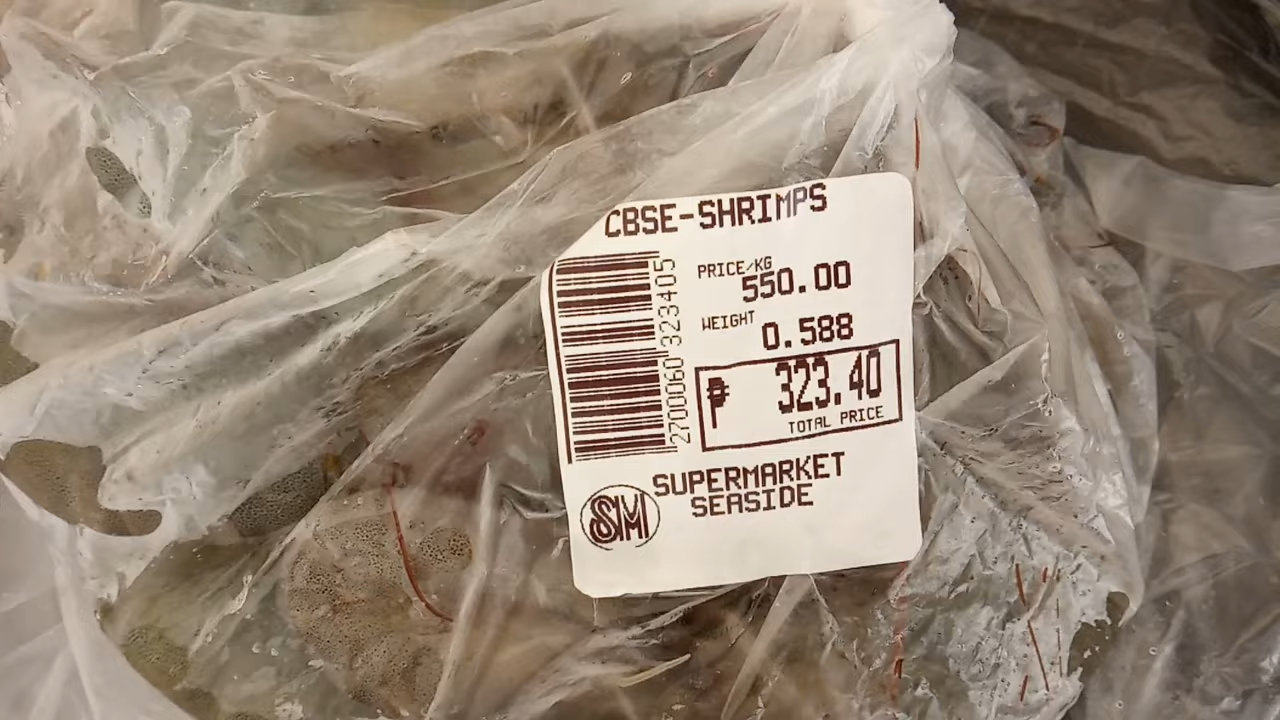 CBSE-SHRIMPS
2700060323405
PRICE/KG
550.00
WEIGHT
0.588
₱ 323.40
TOTAL PRICE
SM
SUPERMARKET
SEASIDE